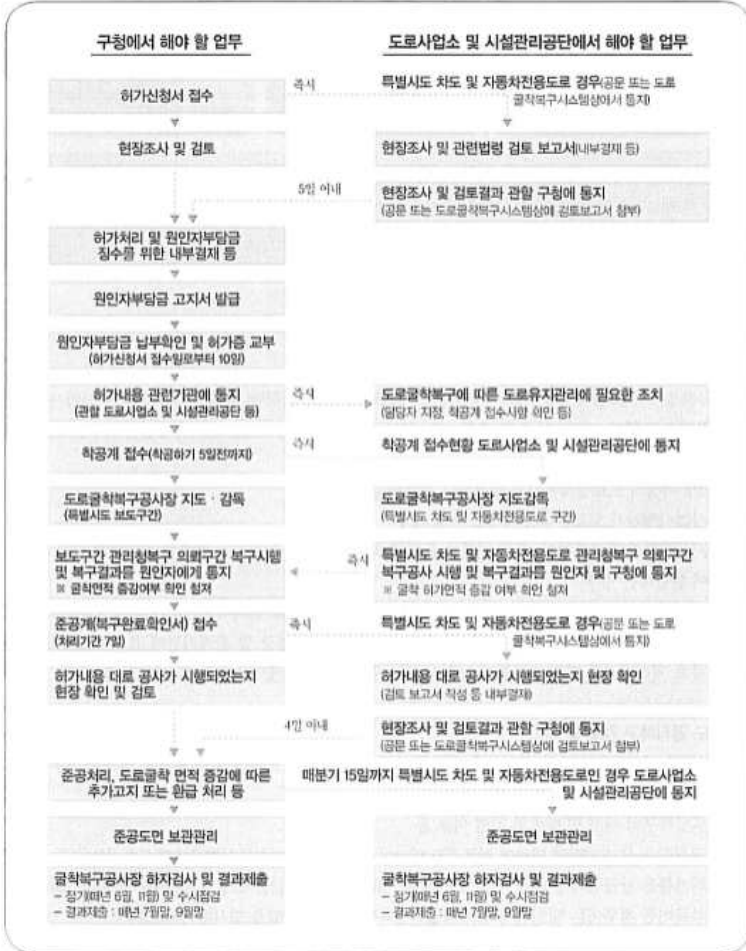 구청에서 해야 할 업무
도로사업소 및 시설관리공단에서 해야 할 업무
허가신청서 접수
즉시
특별시도 차도 및 자동차전용도로 경우(공문 또는 도로
굴착복구시스템상에서 통지)
현장조사 및 검토
현장조사 및 관련법령 검토 보고서(내부결재 등)
5일 이내
현장조사 및 검토결과 관할 구청에 통지
(공문 또는 도로굴착복구시스템상에 검토보고서 첨부)
허가처리 및 원인자부담금
징수를 위한 내부결재 등
원인자부담금 고지서 발급
원인자부담금 납부확인 및 허가증 교부
(허가신청서 접수일로부터 10일)
허가내용 관련기관에 통지
(관할 도로사업소 및 시설관리공단 등)
즉시
도로굴착복구에 따른 도로유지관리에 필요한 조치
(담당자 지정, 착공계 접수사항 확인 등)
착공계 접수(착공하기 5일전까지)
즉시
착공계 접수현황 도로사업소 및 시설관리공단에 통지
도로굴착복구공사장 지도 · 감독
(특별시도 보도구간)
도로굴착복구공사장 지도감독
(특별시도 차도 및 자동차전용도로 구간)
보도구간 관리청복구 의뢰구간 복구시행
및 복구결과를 원인자에게 통지
※ 굴착면적 증감여부 확인 철저
즉시
특별시도 차도 및 자동차전용도로 관리청복구 의뢰구간
복구공사 시행 및 복구결과를 원인자 및 구청에 통지
※ 굴착 허가면적 증감 여부 확인 철저
준공계(복구완료확인서) 접수
(처리기간 7일)
즉시
특별시도 차도 및 자동차전용도로 경우(공문 또는 도로
굴착복구시스템상에서 통지)
허가내용 대로 공사가 시행되었는지
현장 확인 및 검토
허가내용 대로 공사가 시행되었는지 현장 확인
(검토 보고서 작성 등 내부결재)
4일 이내
현장조사 및 검토결과 관할 구청에 통지
(공문 또는 도로굴착복구시스템상에 검토보고서 첨부)
준공처리, 도로굴착 면적 증감에 따른
추가고지 또는 환급 처리 등
매분기 15일까지 특별시도 차도 및 자동차전용도로인 경우 도로사업소
및 시설관리공단에 통지
준공도면 보관관리
준공도면 보관관리
굴착복구공사장 하자검사 및 결과제출
– 정기(매년 6월, 11월) 및 수시점검
– 결과제출 : 매년 7월말, 9월말
굴착복구공사장 하자검사 및 결과제출
– 정기(매년 6월, 11월) 및 수시점검
– 결과제출 : 매년 7월말, 9월말